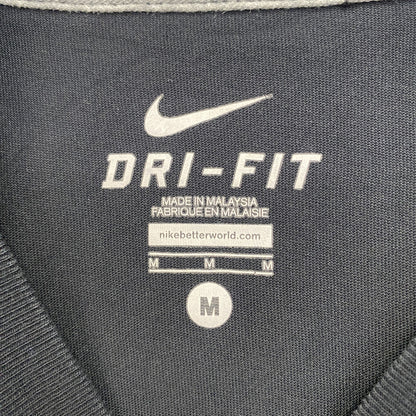 DRI-FIT
MADE IN MALAYSIA
FABRIQUE EN MALAISIE
nikebetterworld.com
M M M
M